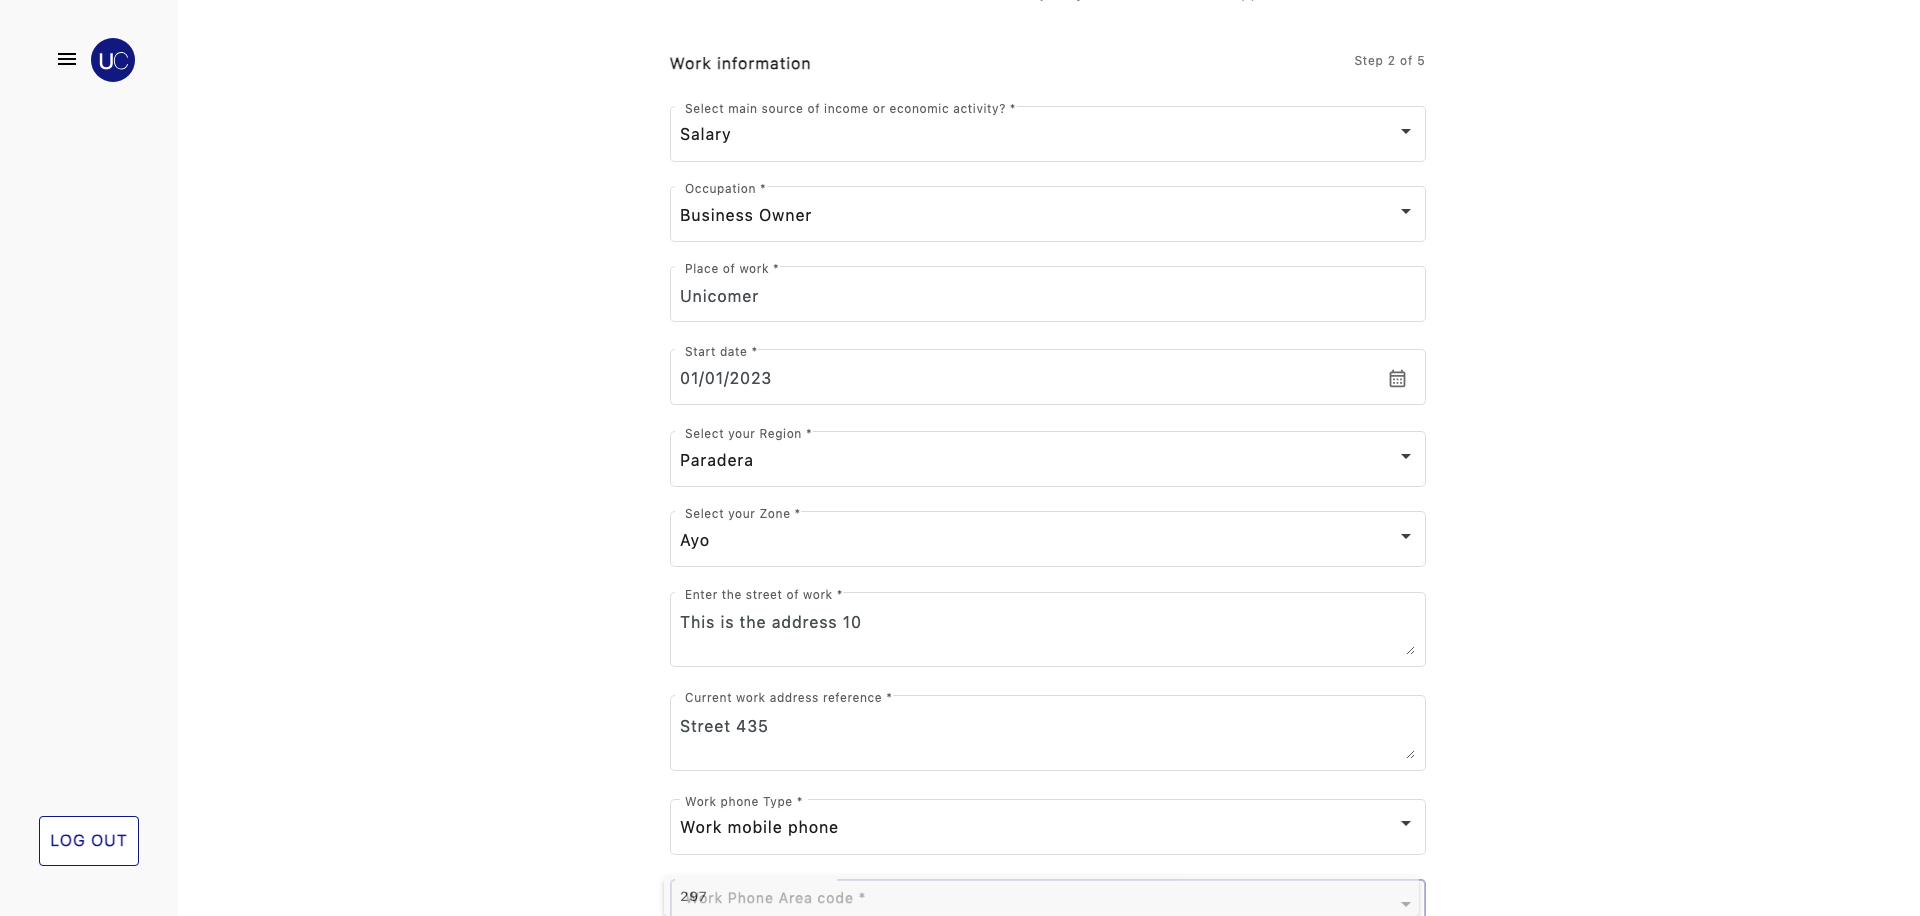 UC
Work information
Step 2 of 5
Select main source of income or economic activity? *
Salary
Occupation *
Business Owner
Place of work *
Unicomer
Start date *
01/01/2023
Select your Region *
Paradera
Select your Zone *
Ayo
Enter the street of work *
This is the address 10
Current work address reference *
Street 435
Work phone Type *
Work mobile phone
LOG OUT
297
Work Phone Area code *